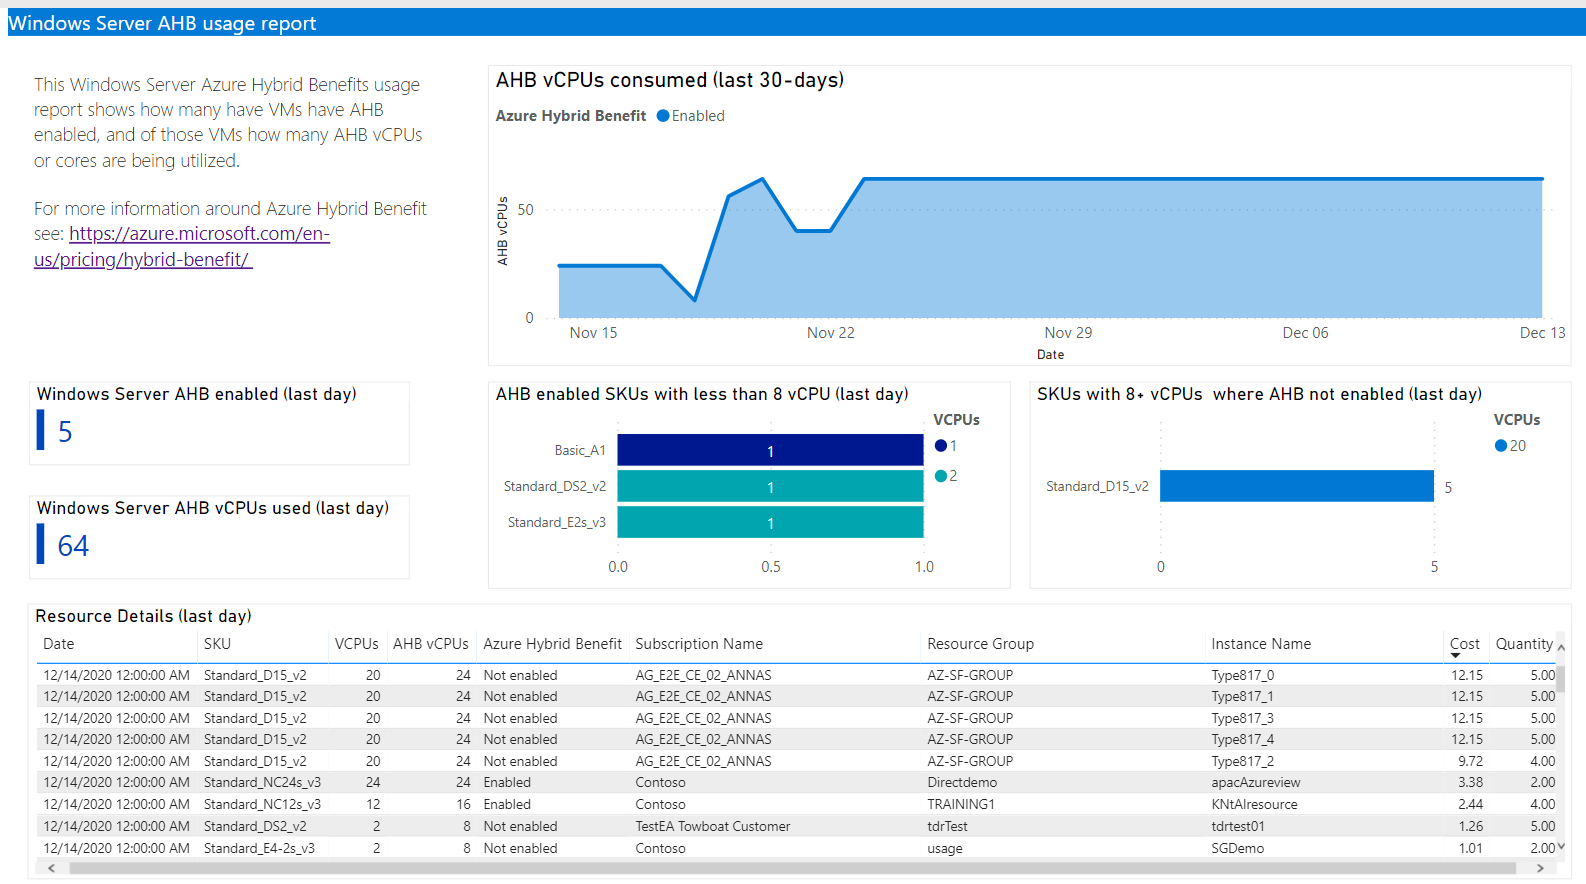 Windows Server AHB usage report
This Windows Server Azure Hybrid Benefits usage
report shows how many have VMs have AHB
enabled, and of those VMs how many AHB vCPUs
or cores are being utilized.
For more information around Azure Hybrid Benefit
see: https://azure.microsoft.com/en-
us/pricing/hybrid-benefit/
AHB vCPUs consumed (last 30-days)
Azure Hybrid Benefit Enabled
AHB vCPUs
50
0
Nov 15 Nov 22 Nov 29 Dec 06 Dec 13
Date
Windows Server AHB enabled (last day)
5
Windows Server AHB vCPUs used (last day)
64
AHB enabled SKUs with less than 8 vCPU (last day)
VCPUs
1
2
Basic_A1 1
Standard_DS2_v2 1
Standard_E2s_v3 1
0.0 0.5 1.0
SKUs with 8+ vCPUs where AHB not enabled (last day)
VCPUs
20
Standard_D15_v2 5
0 5
Resource Details (last day)
Date SKU VCPUs AHB vCPUs Azure Hybrid Benefit Subscription Name Resource Group Instance Name Cost Quantity
12/14/2020 12:00:00 AM Standard_D15_v2 20 24 Not enabled AG_E2E_CE_02_ANNAS AZ-SF-GROUP Type817_0 12.15 5.00
12/14/2020 12:00:00 AM Standard_D15_v2 20 24 Not enabled AG_E2E_CE_02_ANNAS AZ-SF-GROUP Type817_1 12.15 5.00
12/14/2020 12:00:00 AM Standard_D15_v2 20 24 Not enabled AG_E2E_CE_02_ANNAS AZ-SF-GROUP Type817_3 12.15 5.00
12/14/2020 12:00:00 AM Standard_D15_v2 20 24 Not enabled AG_E2E_CE_02_ANNAS AZ-SF-GROUP Type817_4 12.15 5.00
12/14/2020 12:00:00 AM Standard_D15_v2 20 24 Not enabled AG_E2E_CE_02_ANNAS AZ-SF-GROUP Type817_2 9.72 4.00
12/14/2020 12:00:00 AM Standard_NC24s_v3 24 24 Enabled Contoso Directdemo apacAzureview 3.38 2.00
12/14/2020 12:00:00 AM Standard_NC12s_v3 12 16 Enabled Contoso TRAINING1 KNtAIresource 2.44 4.00
12/14/2020 12:00:00 AM Standard_DS2_v2 2 8 Not enabled TestEA Towboat Customer tdrTest tdrtest01 1.26 5.00
12/14/2020 12:00:00 AM Standard_E4-2s_v3 2 8 Not enabled Contoso usage SGDemo 1.01 2.00